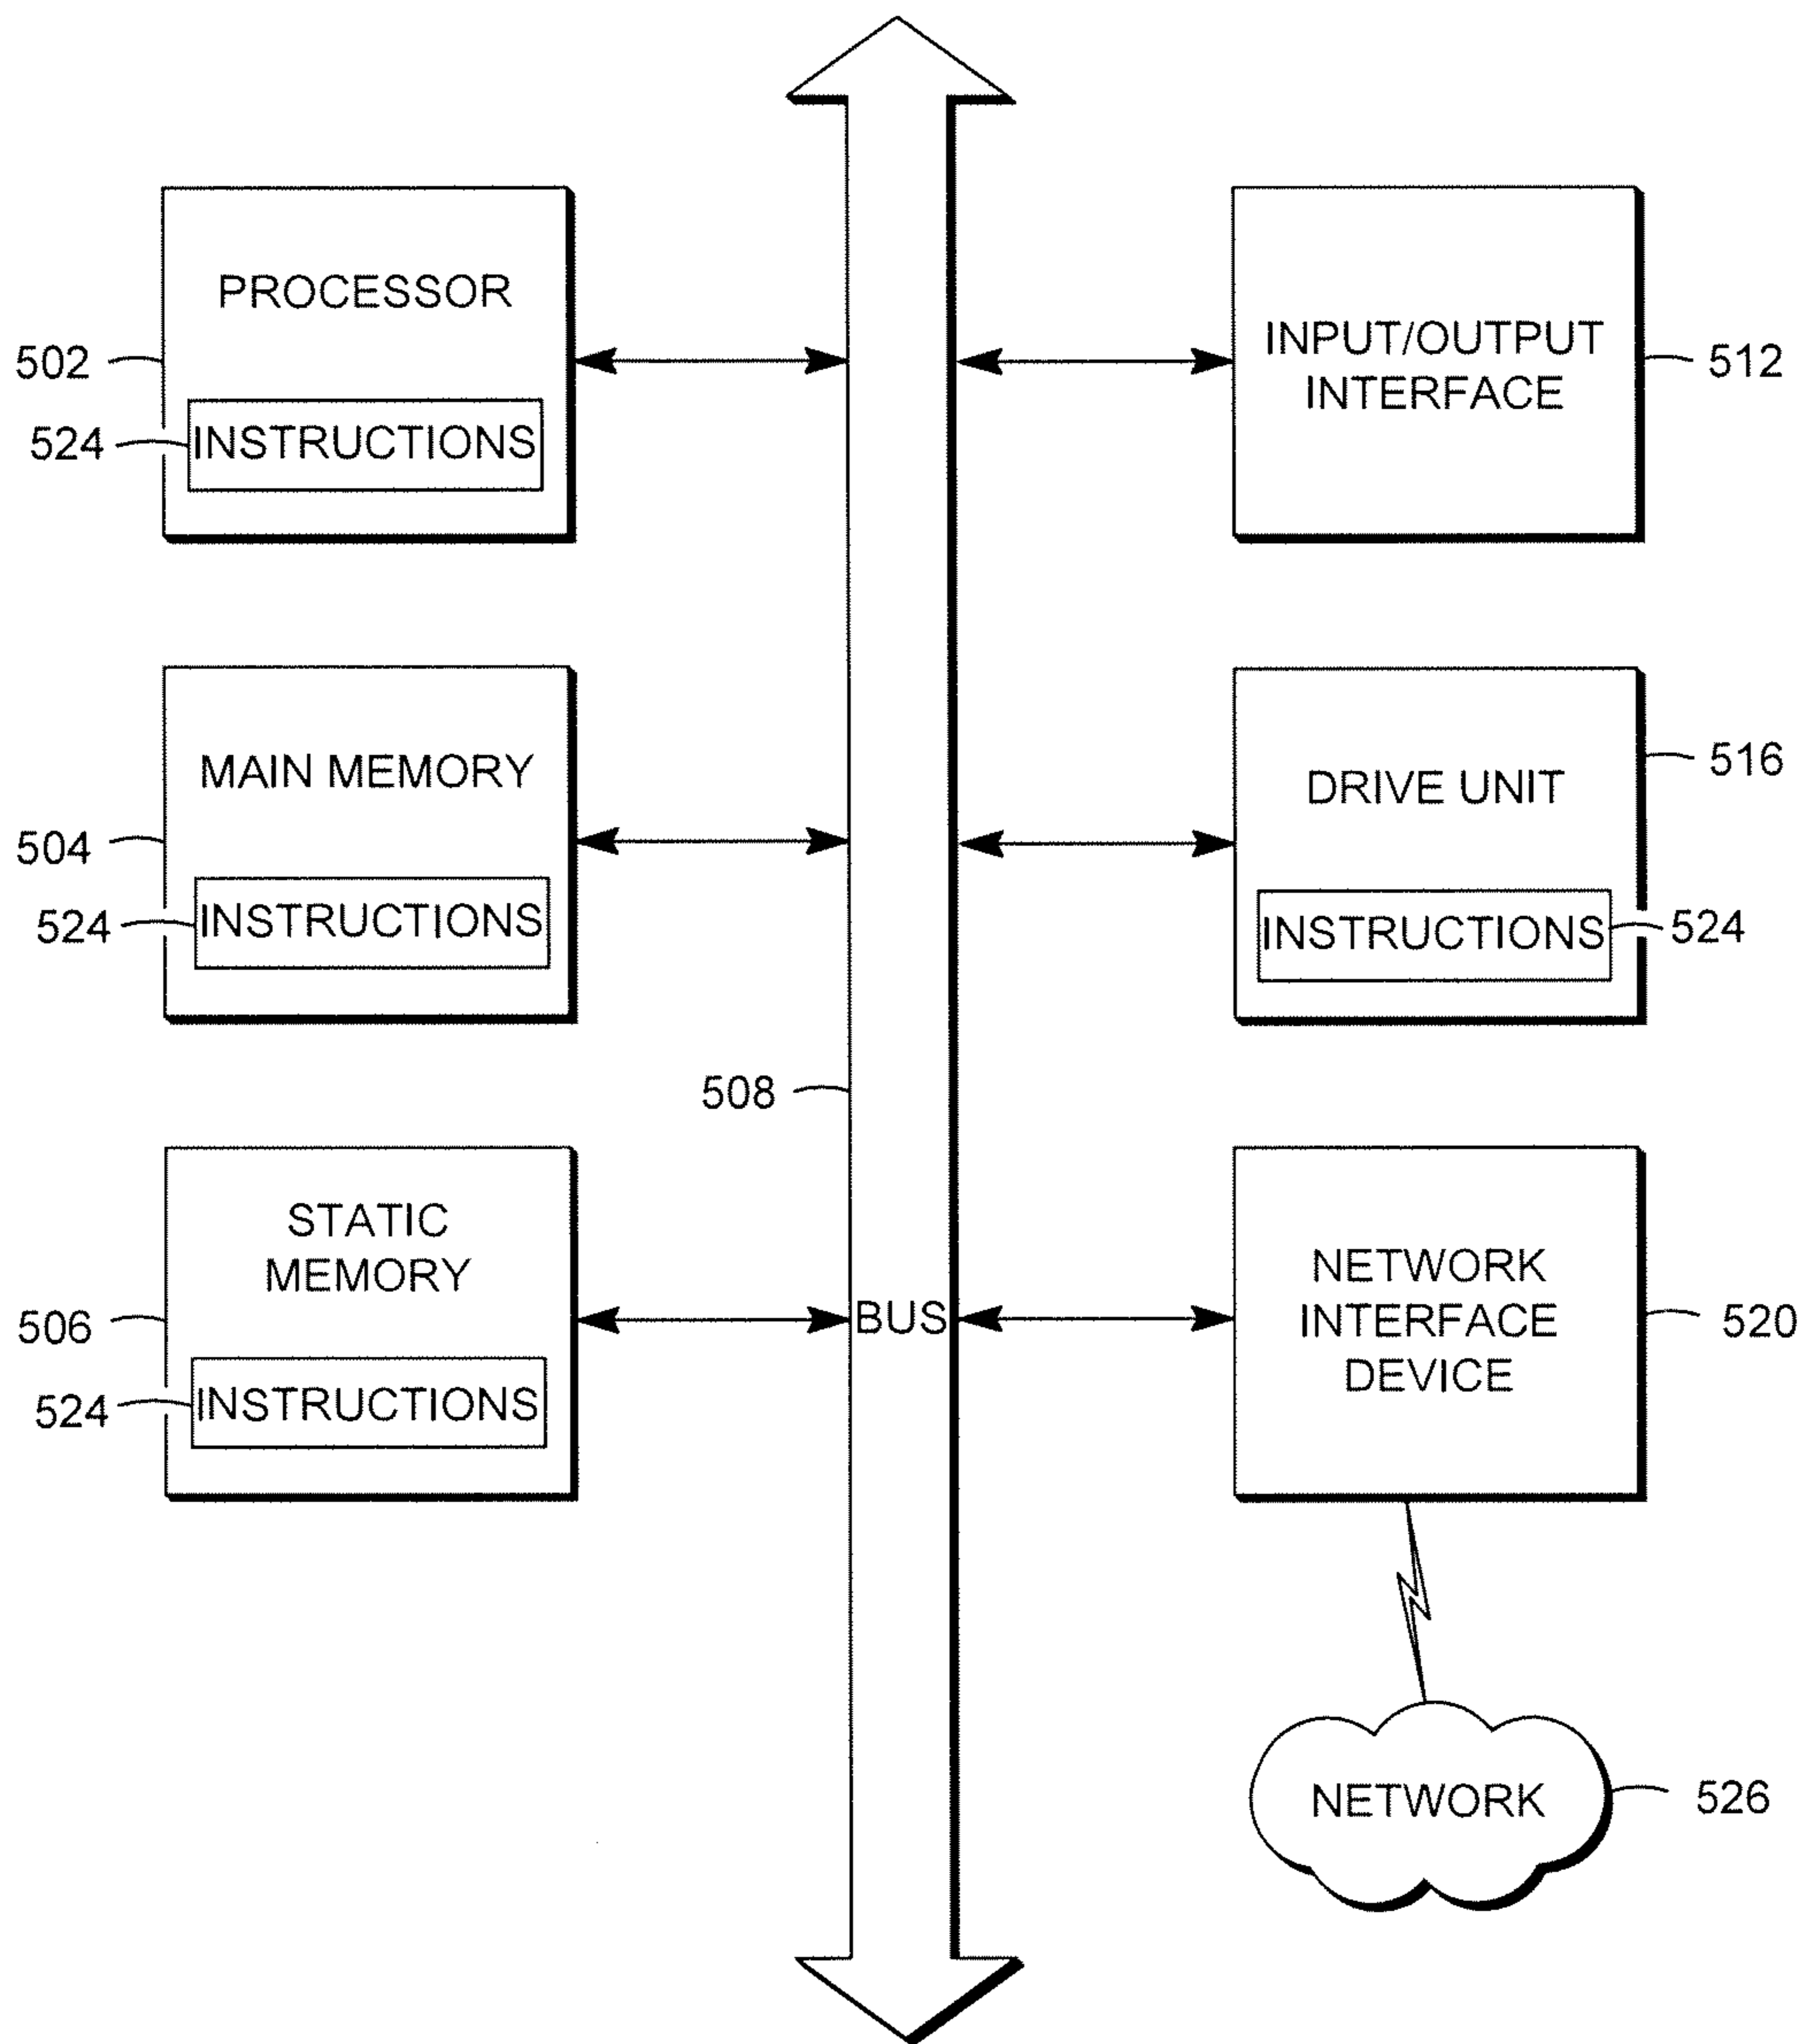 PROCESSOR
502
524
INSTRUCTIONS
MAIN MEMORY
504
524
INSTRUCTIONS
STATIC
MEMORY
506
524
INSTRUCTIONS
508
BUS
INPUT/OUTPUT
INTERFACE
512
DRIVE UNIT
516
INSTRUCTIONS
524
NETWORK
INTERFACE
DEVICE
520
NETWORK
526